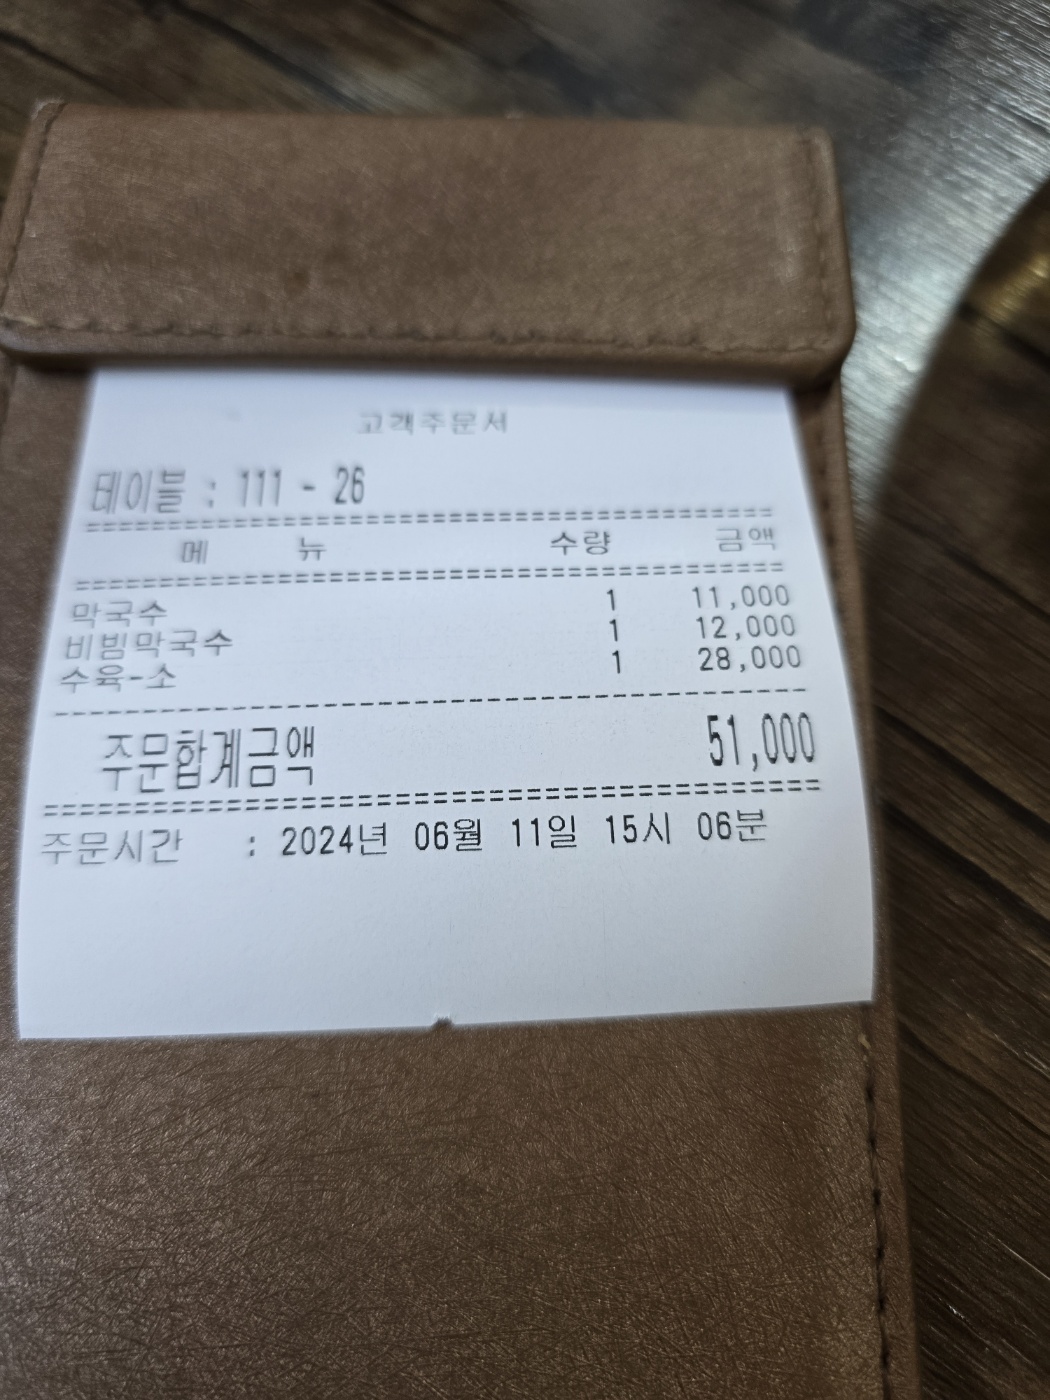 고객주문서
테이블 : 111 - 26
==================================================
메 뉴 수량 금액
==================================================
막국수 1 11,000
비빔막국수 1 12,000
수육-소 1 28,000
--------------------------------------------------
주문합계금액 51,000
==================================================
주문시간 : 2024년 06월 11일 15시 06분